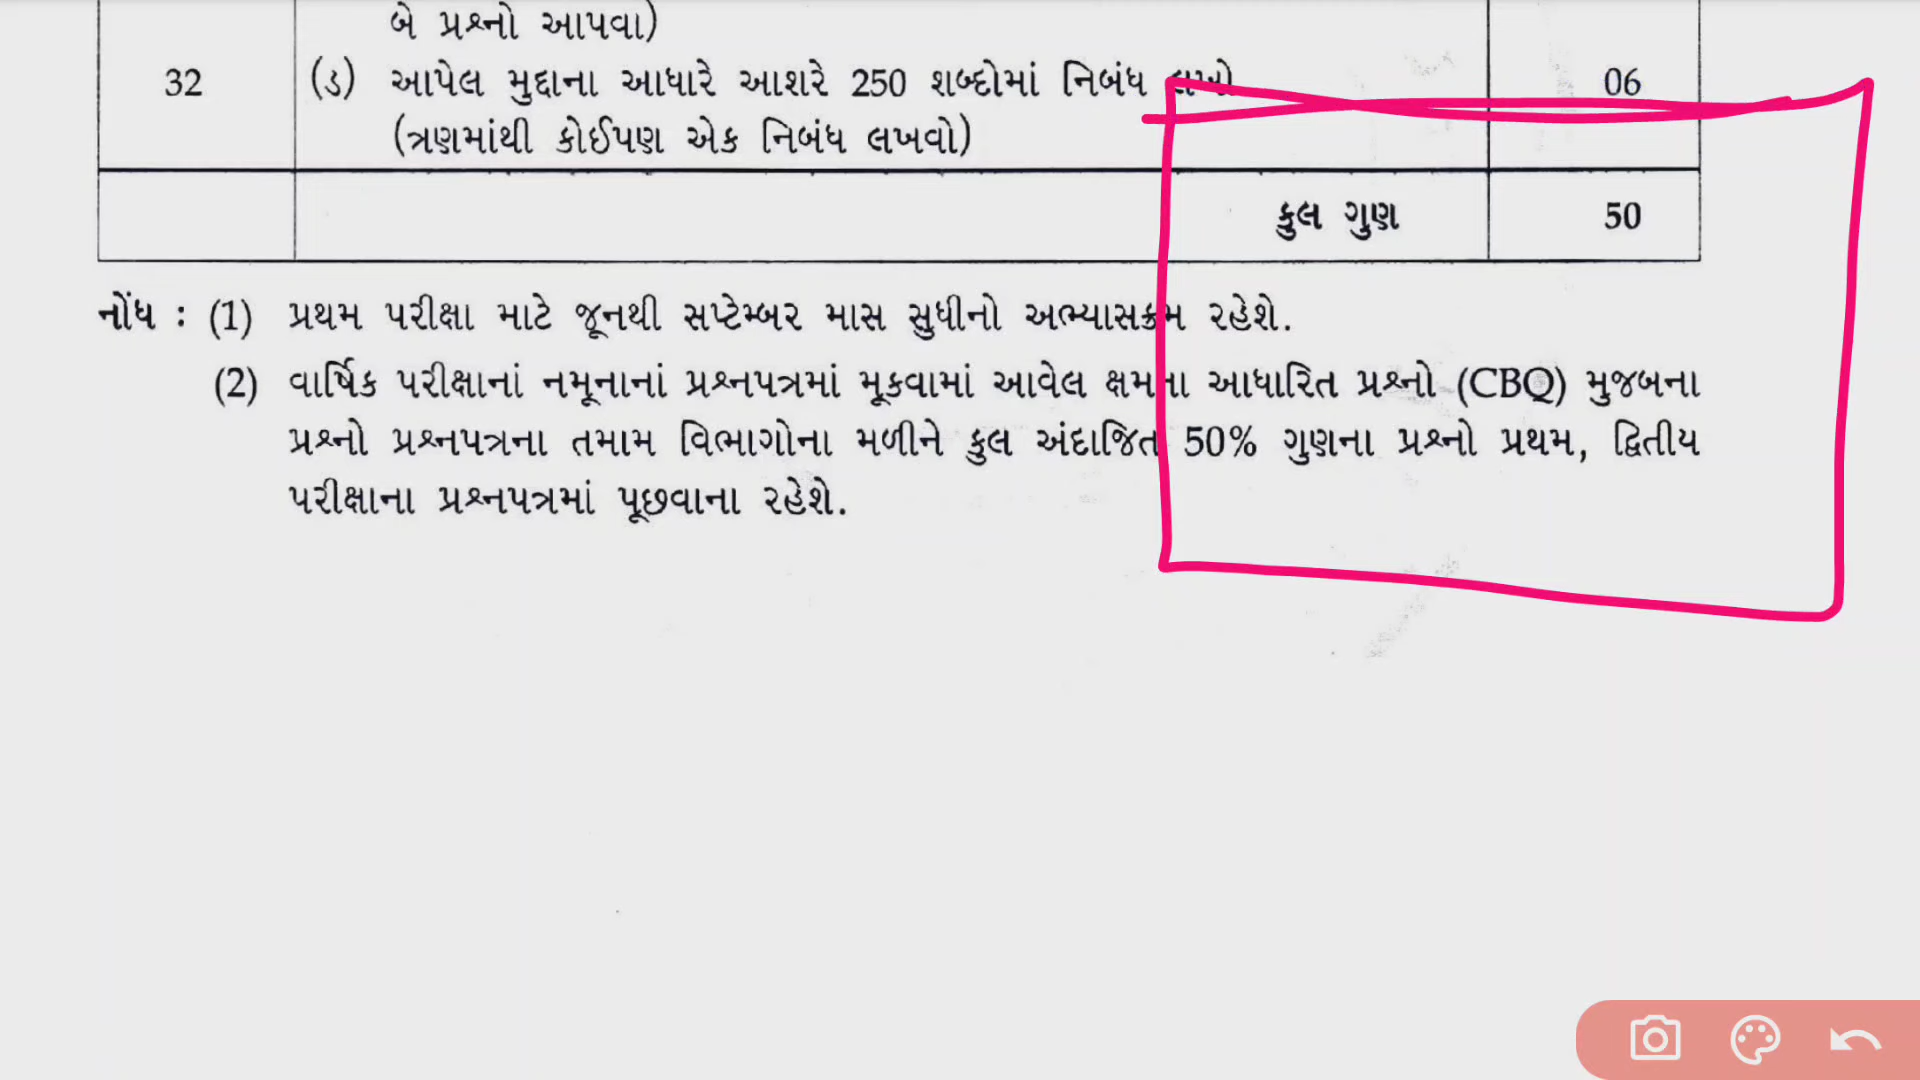 બે પ્રશ્નો આપવા)
32 (ડ) આપેલ મુદ્દાના આધારે આશરે 250 શબ્દોમાં નિબંધ લખો 06
(ત્રણમાંથી કોઈપણ એક નિબંધ લખવો)
કુલ ગુણ 50
નોંધ : (1) પ્રથમ પરીક્ષા માટે જૂનથી સપ્ટેમ્બર માસ સુધીનો અભ્યાસક્રમ રહેશે.
(2) વાર્ષિક પરીક્ષાનાં નમૂનાનાં પ્રશ્નપત્રમાં મૂકવામાં આવેલ ક્ષમતા આધારિત પ્રશ્નો (CBQ) મુજબના
પ્રશ્નો પ્રશ્નપત્રના તમામ વિભાગોના મળીને કુલ અંદાજિત 50% ગુણના પ્રશ્નો પ્રથમ, દ્વિતીય
પરીક્ષાના પ્રશ્નપત્રમાં પૂછવાના રહેશે.